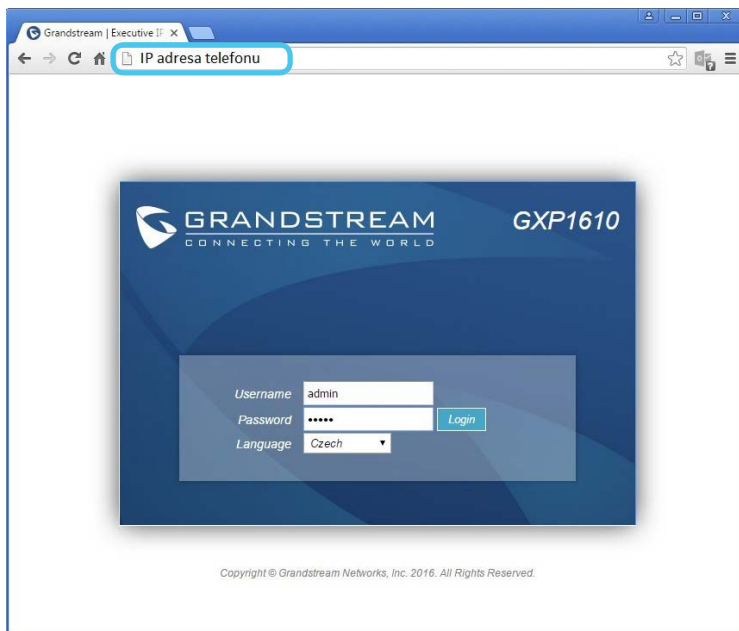 Grandstream | Executive IP
IP adresa telefonu
GRANDSTREAM
CONNECTING THE WORLD
GXP1610
Username admin
Password ••••• Login
Language Czech
Copyright © Grandstream Networks, Inc. 2016. All Rights Reserved.